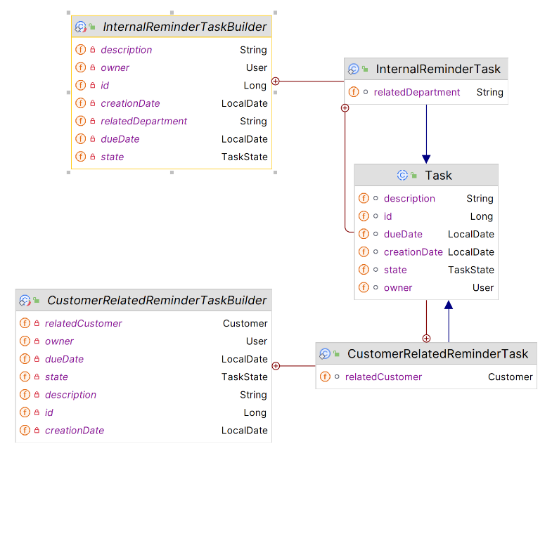 InternalReminderTaskBuilder
description String
owner User
id Long
creationDate LocalDate
relatedDepartment String
dueDate LocalDate
state TaskState
InternalReminderTask
relatedDepartment String
Task
description String
id Long
dueDate LocalDate
creationDate LocalDate
state TaskState
owner User
CustomerRelatedReminderTaskBuilder
relatedCustomer Customer
owner User
dueDate LocalDate
state TaskState
description String
id Long
creationDate LocalDate
CustomerRelatedReminderTask
relatedCustomer Customer